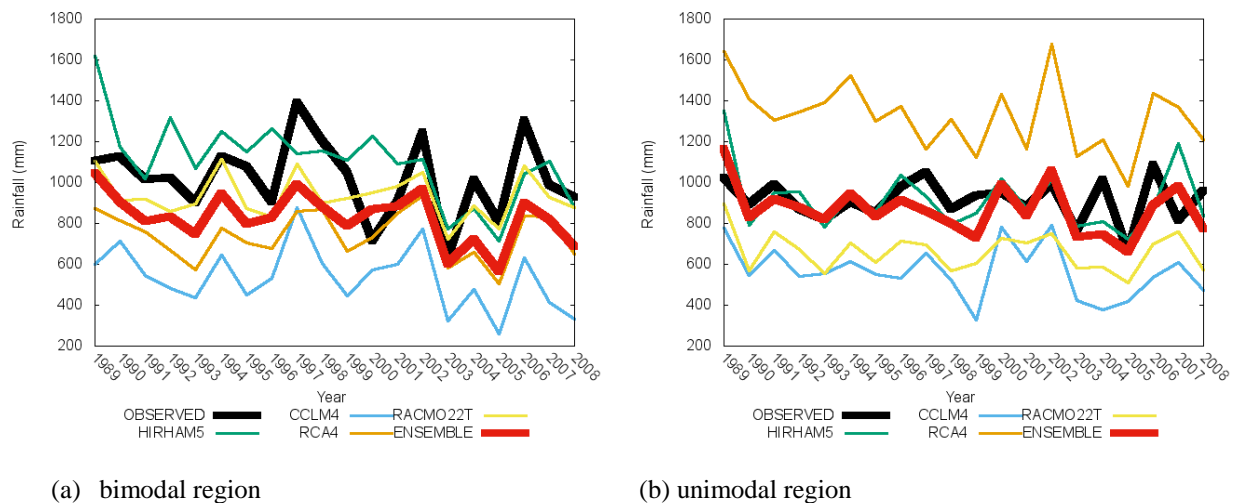 1800
1600
1400
1200
1000
800
600
400
200
Rainfall (mm)
1989 1990 1991 1992 1993 1994 1995 1996 1997 1998 1999 2000 2001 2002 2003 2004 2005 2006 2007 2008
Year
OBSERVED CCLM4 RACMO22T
HIRHAM5 RCA4 ENSEMBLE
(a) bimodal region
1800
1600
1400
1200
1000
800
600
400
200
Rainfall (mm)
1989 1990 1991 1992 1993 1994 1995 1996 1997 1998 1999 2000 2001 2002 2003 2004 2005 2006 2007 2008
Year
OBSERVED CCLM4 RACMO22T
HIRHAM5 RCA4 ENSEMBLE
(b) unimodal region